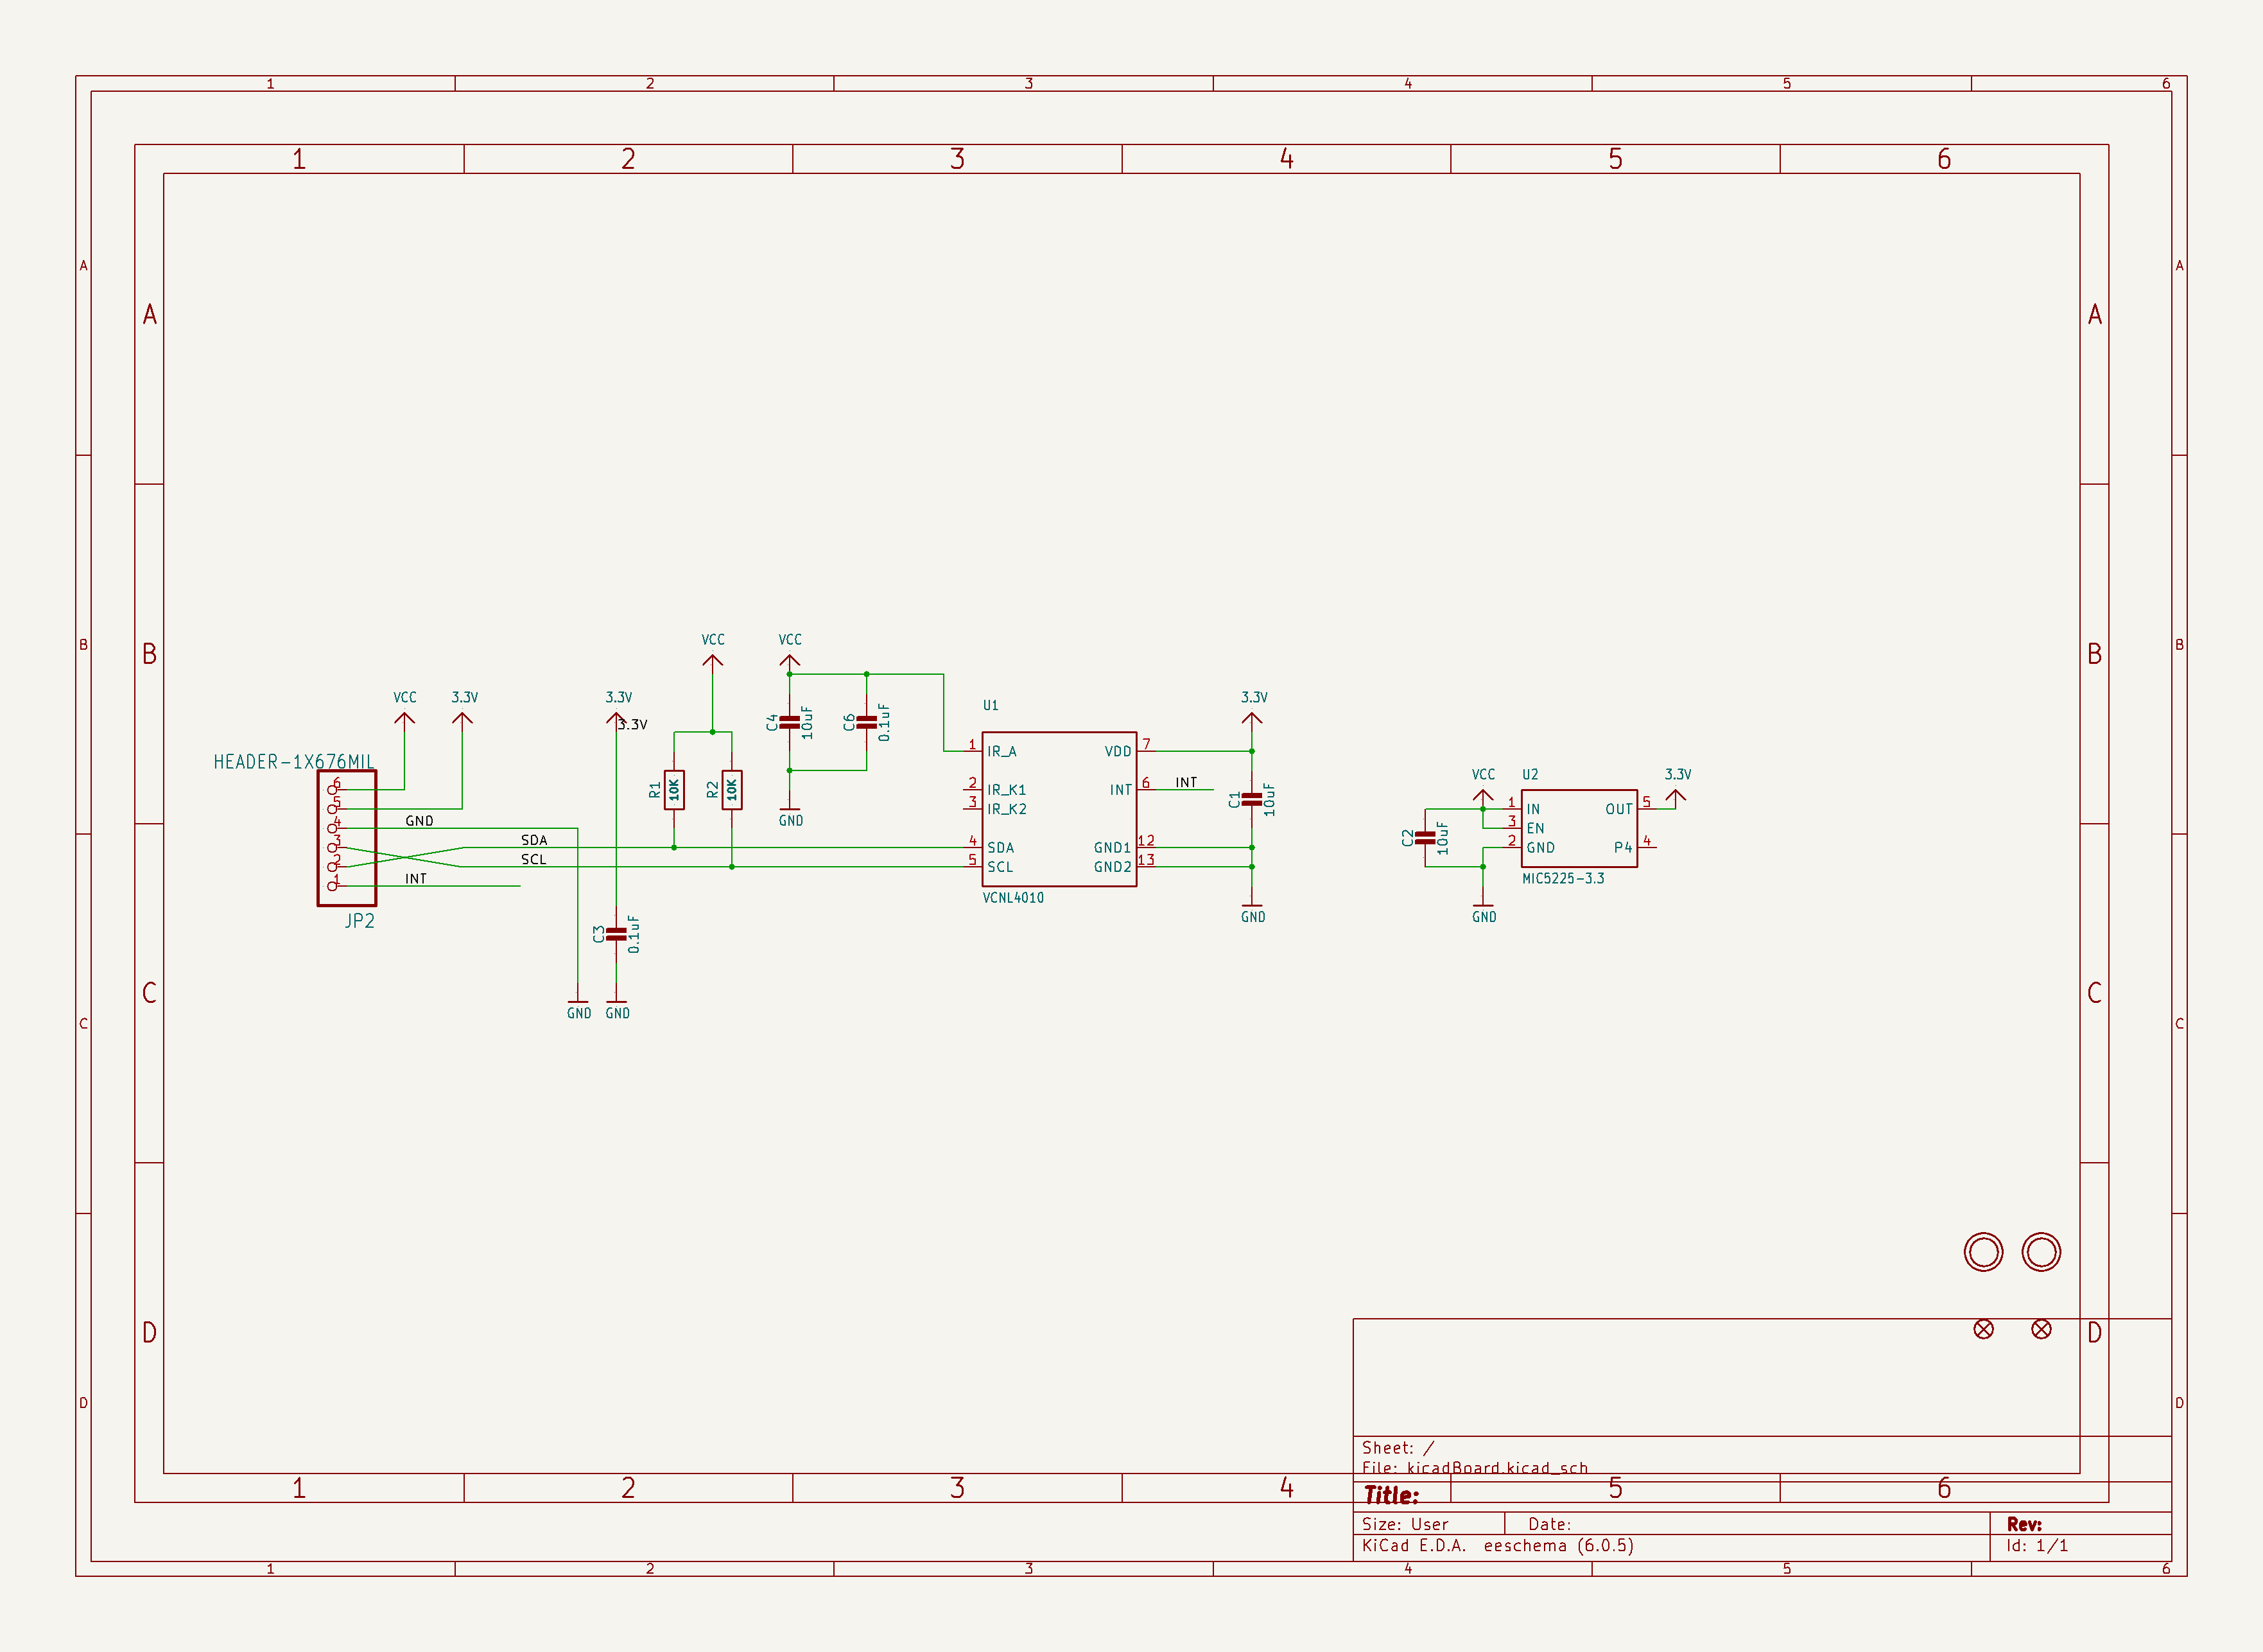 1 2 3 4 5 6
1 2 3 4 5 6
A A
A A
B B
B B
VCC VCC
VCC 3.3V 3.3V 3.3V
3.3V
U1
C4 10uF C6 0.1uF
HEADER-1X676MIL
6
5
4 GND
3 SDA
2 SCL
1 INT
JP2
R1 10K R2 10K
GND
1 IR_A VDD 7
2 IR_K1 INT 6 INT
3 IR_K2
4 SDA GND1 12
5 SCL GND2 13
VCNL4010
C1 10uF
GND
VCC U2 3.3V
C2 10uF
1 IN OUT 5
3 EN
2 GND P4 4
MIC5225-3.3
GND
C3 0.1uF
GND GND
C C
C C
D D
D D
Sheet: /
File: kicadBoard.kicad_sch
1 2 3 4 5 6
Title:
Size: User Date: Rev:
KiCad E.D.A. eeschema (6.0.5) Id: 1/1
1 2 3 4 5 6